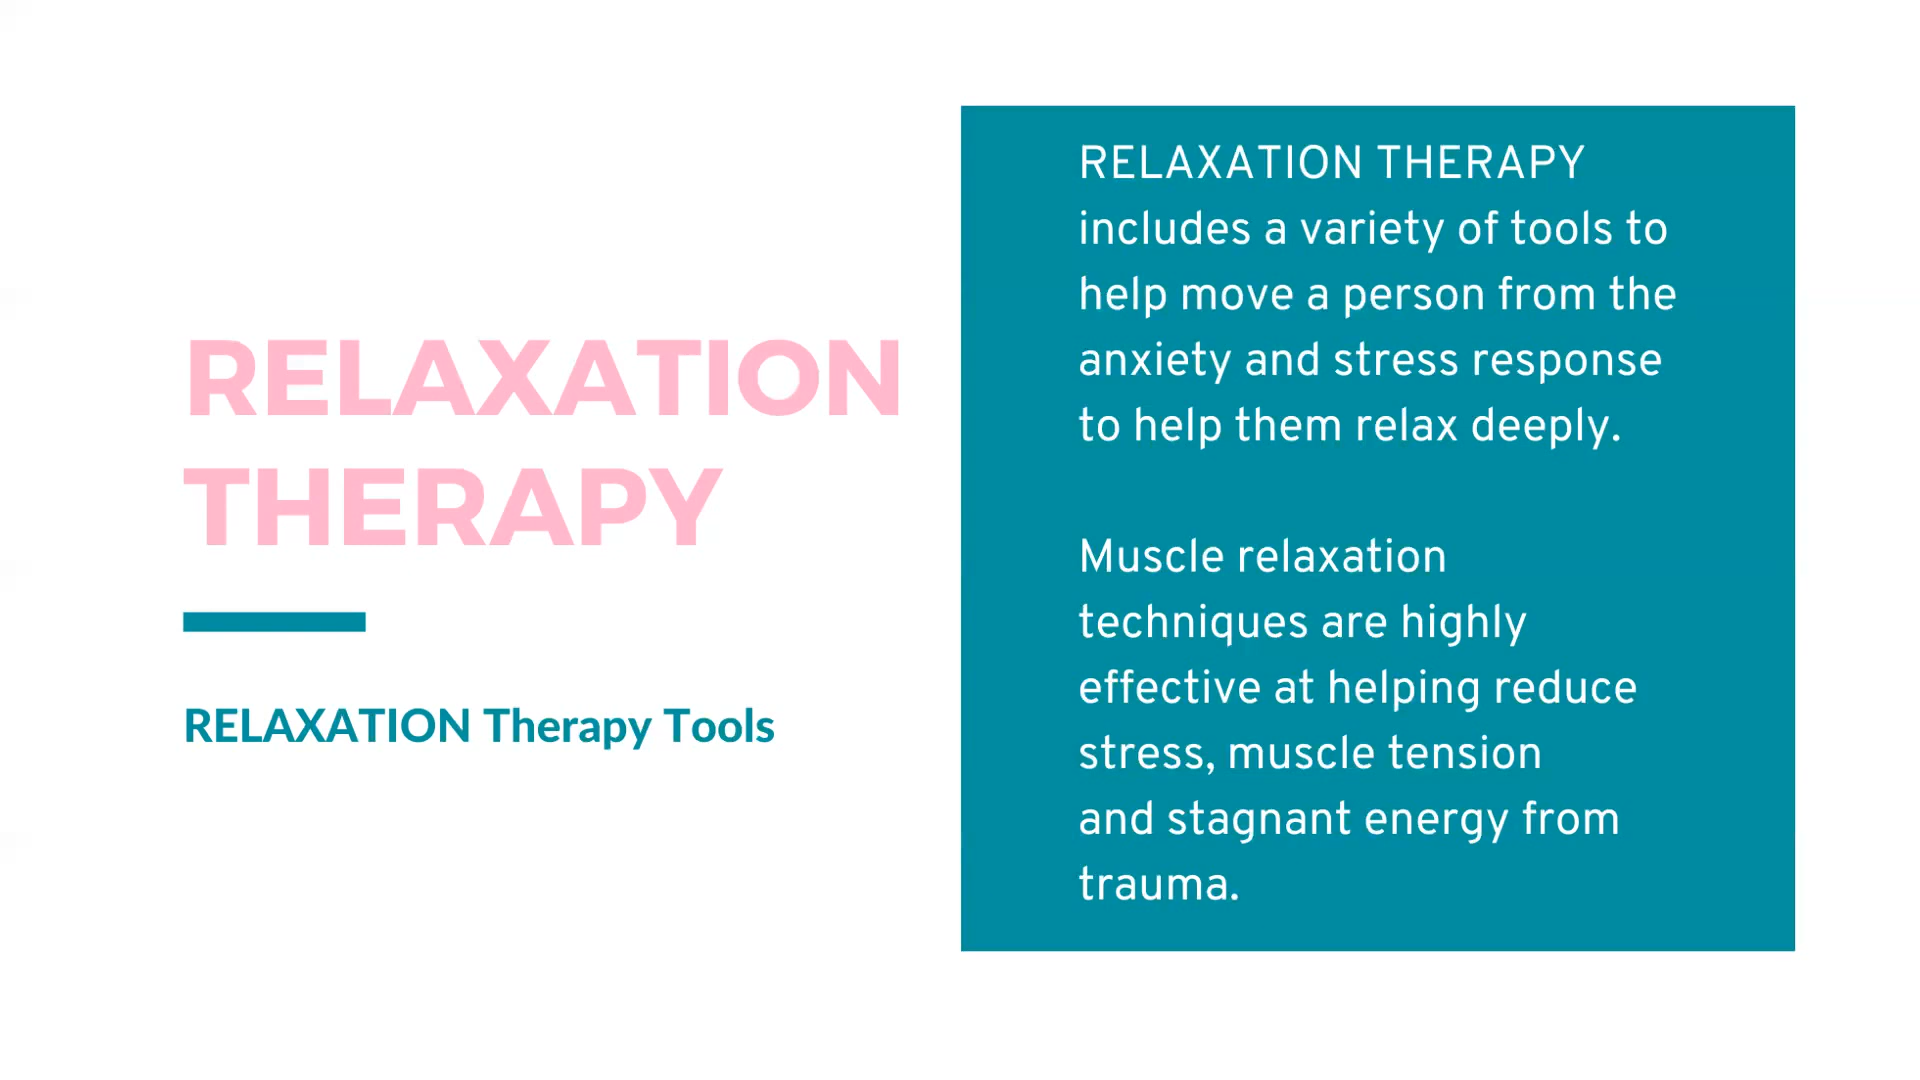 RELAXATION
THERAPY
RELAXATION Therapy Tools
RELAXATION THERAPY
includes a variety of tools to
help move a person from the
anxiety and stress response
to help them relax deeply.
Muscle relaxation
techniques are highly
effective at helping reduce
stress, muscle tension
and stagnant energy from
trauma.